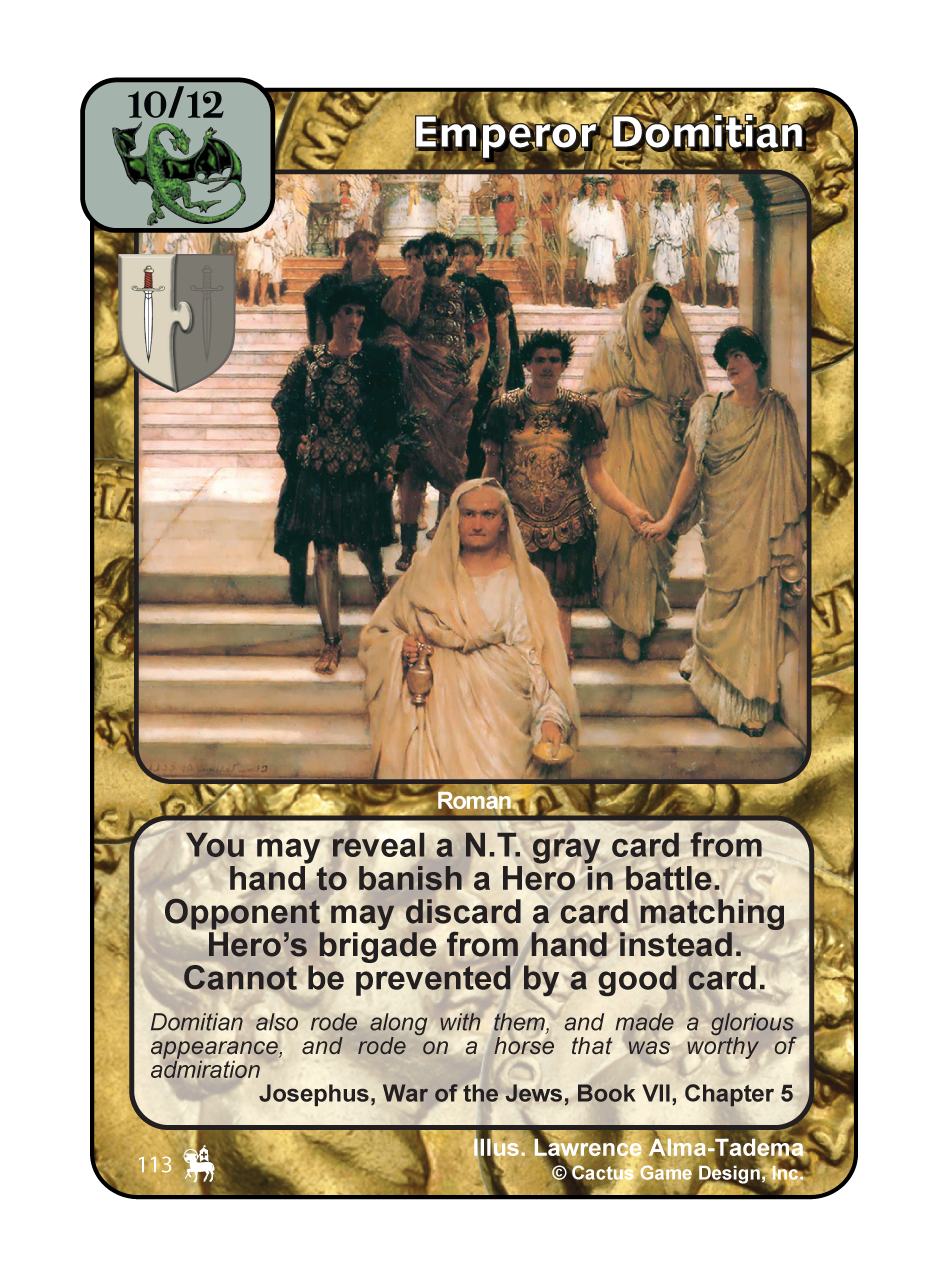 10/12
Emperor Domitian
Roman
You may reveal a N.T. gray card from
hand to banish a Hero in battle.
Opponent may discard a card matching
Hero's brigade from hand instead.
Cannot be prevented by a good card.
Domitian also rode along with them, and made a glorious
appearance, and rode on a horse that was worthy of
admiration
Josephus, War of the Jews, Book VII, Chapter 5
Illus. Lawrence Alma-Tadema
113
© Cactus Game Design, Inc.